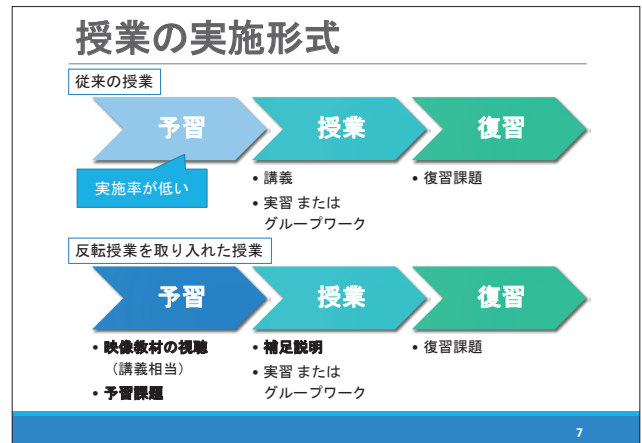 授業の実施形式
従来の授業
予習
授業
復習
実施率が低い
• 講義
• 実習 または
グループワーク
• 復習課題
反転授業を取り入れた授業
予習
授業
復習
• 映像教材の視聴
（講義相当）
• 予習課題
• 補足説明
• 実習 または
グループワーク
• 復習課題
7